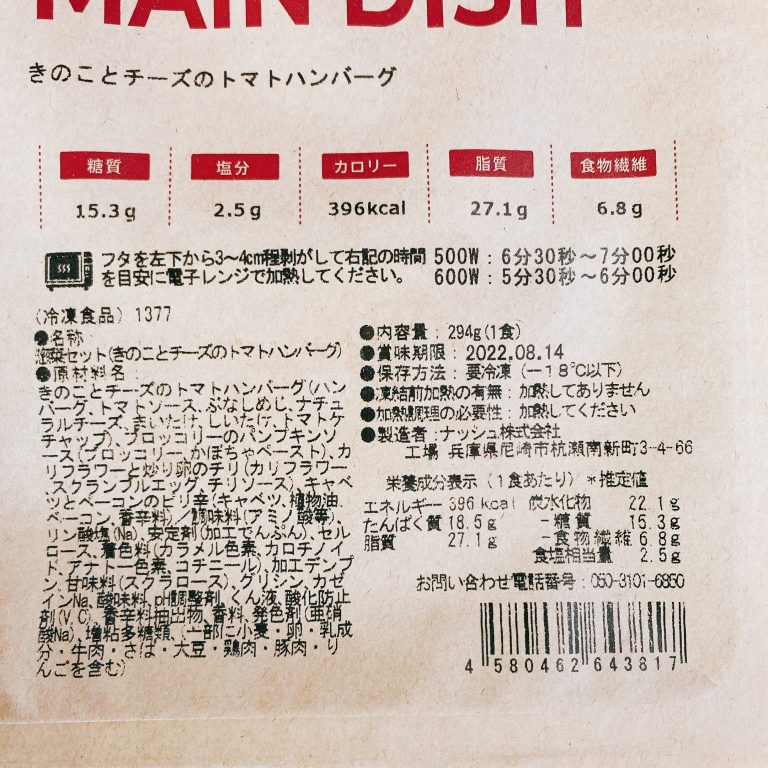 MAIN DISH
きのことチーズのトマトハンバーグ
糖質 塩分 カロリー 脂質 食物繊維
15.3g 2.5g 396kcal 27.1g 6.8g
フタを左下から3〜4cm程剥がして右記の時間
を目安に電子レンジで加熱してください。
500W：6分30秒〜7分00秒
600W：5分30秒〜6分00秒
(冷凍食品) 1377
●名称
惣菜セット(きのことチーズのトマトハンバーグ)
●原材料名：
きのことチーズのトマトハンバーグ(ハン
バーグ、トマトソース、ぶなしめじ、ナチュ
ラルチーズ、まいたけ、しいたけ、トマトケ
チャップ)、ブロッコリーのパンプキンソ
ース(ブロッコリー、かぼちゃペースト)、カ
リフラワーと炒り卵のチリ(カリフラワー
、スクランブルエッグ、チリソース)、キャベ
ツとベーコンのピリ辛(キャベツ、植物油、
ベーコン、香辛料)／調味料(アミノ酸等)、
リン酸塩(Na)、安定剤(加工でんぷん)、セル
ロース、着色料(カラメル色素、カロチノイ
ド、アナトー色素、コチニール)、加工デンプ
ン、甘味料(スクラロース)、グリシン、カゼ
インNa、酸味料、pH調整剤、くん液、酸化防止
剤(V.C)、香辛料抽出物、香料、発色剤(亜硝
酸Na)、増粘多糖類、(一部に小麦・卵・乳成
分・牛肉・さば・大豆・鶏肉・豚肉・り
んごを含む)
●内容量：294g(1食)
●賞味期限：2022.08.14
●保存方法：要冷凍(－18℃以下)
●凍結前加熱の有無：加熱してありません
●加熱調理の必要性：加熱してください
●製造者：ナッシュ株式会社
工場 兵庫県尼崎市杭瀬南新町3-4-66
栄養成分表示(1食あたり)*推定値
エネルギー 396 kcal 炭水化物 22.1g
たんぱく質 18.5g －糖質 15.3g
脂質 27.1g －食物繊維 6.8g
食塩相当量 2.5g
お問い合わせ電話番号：050-3101-6850
4 580462 643817